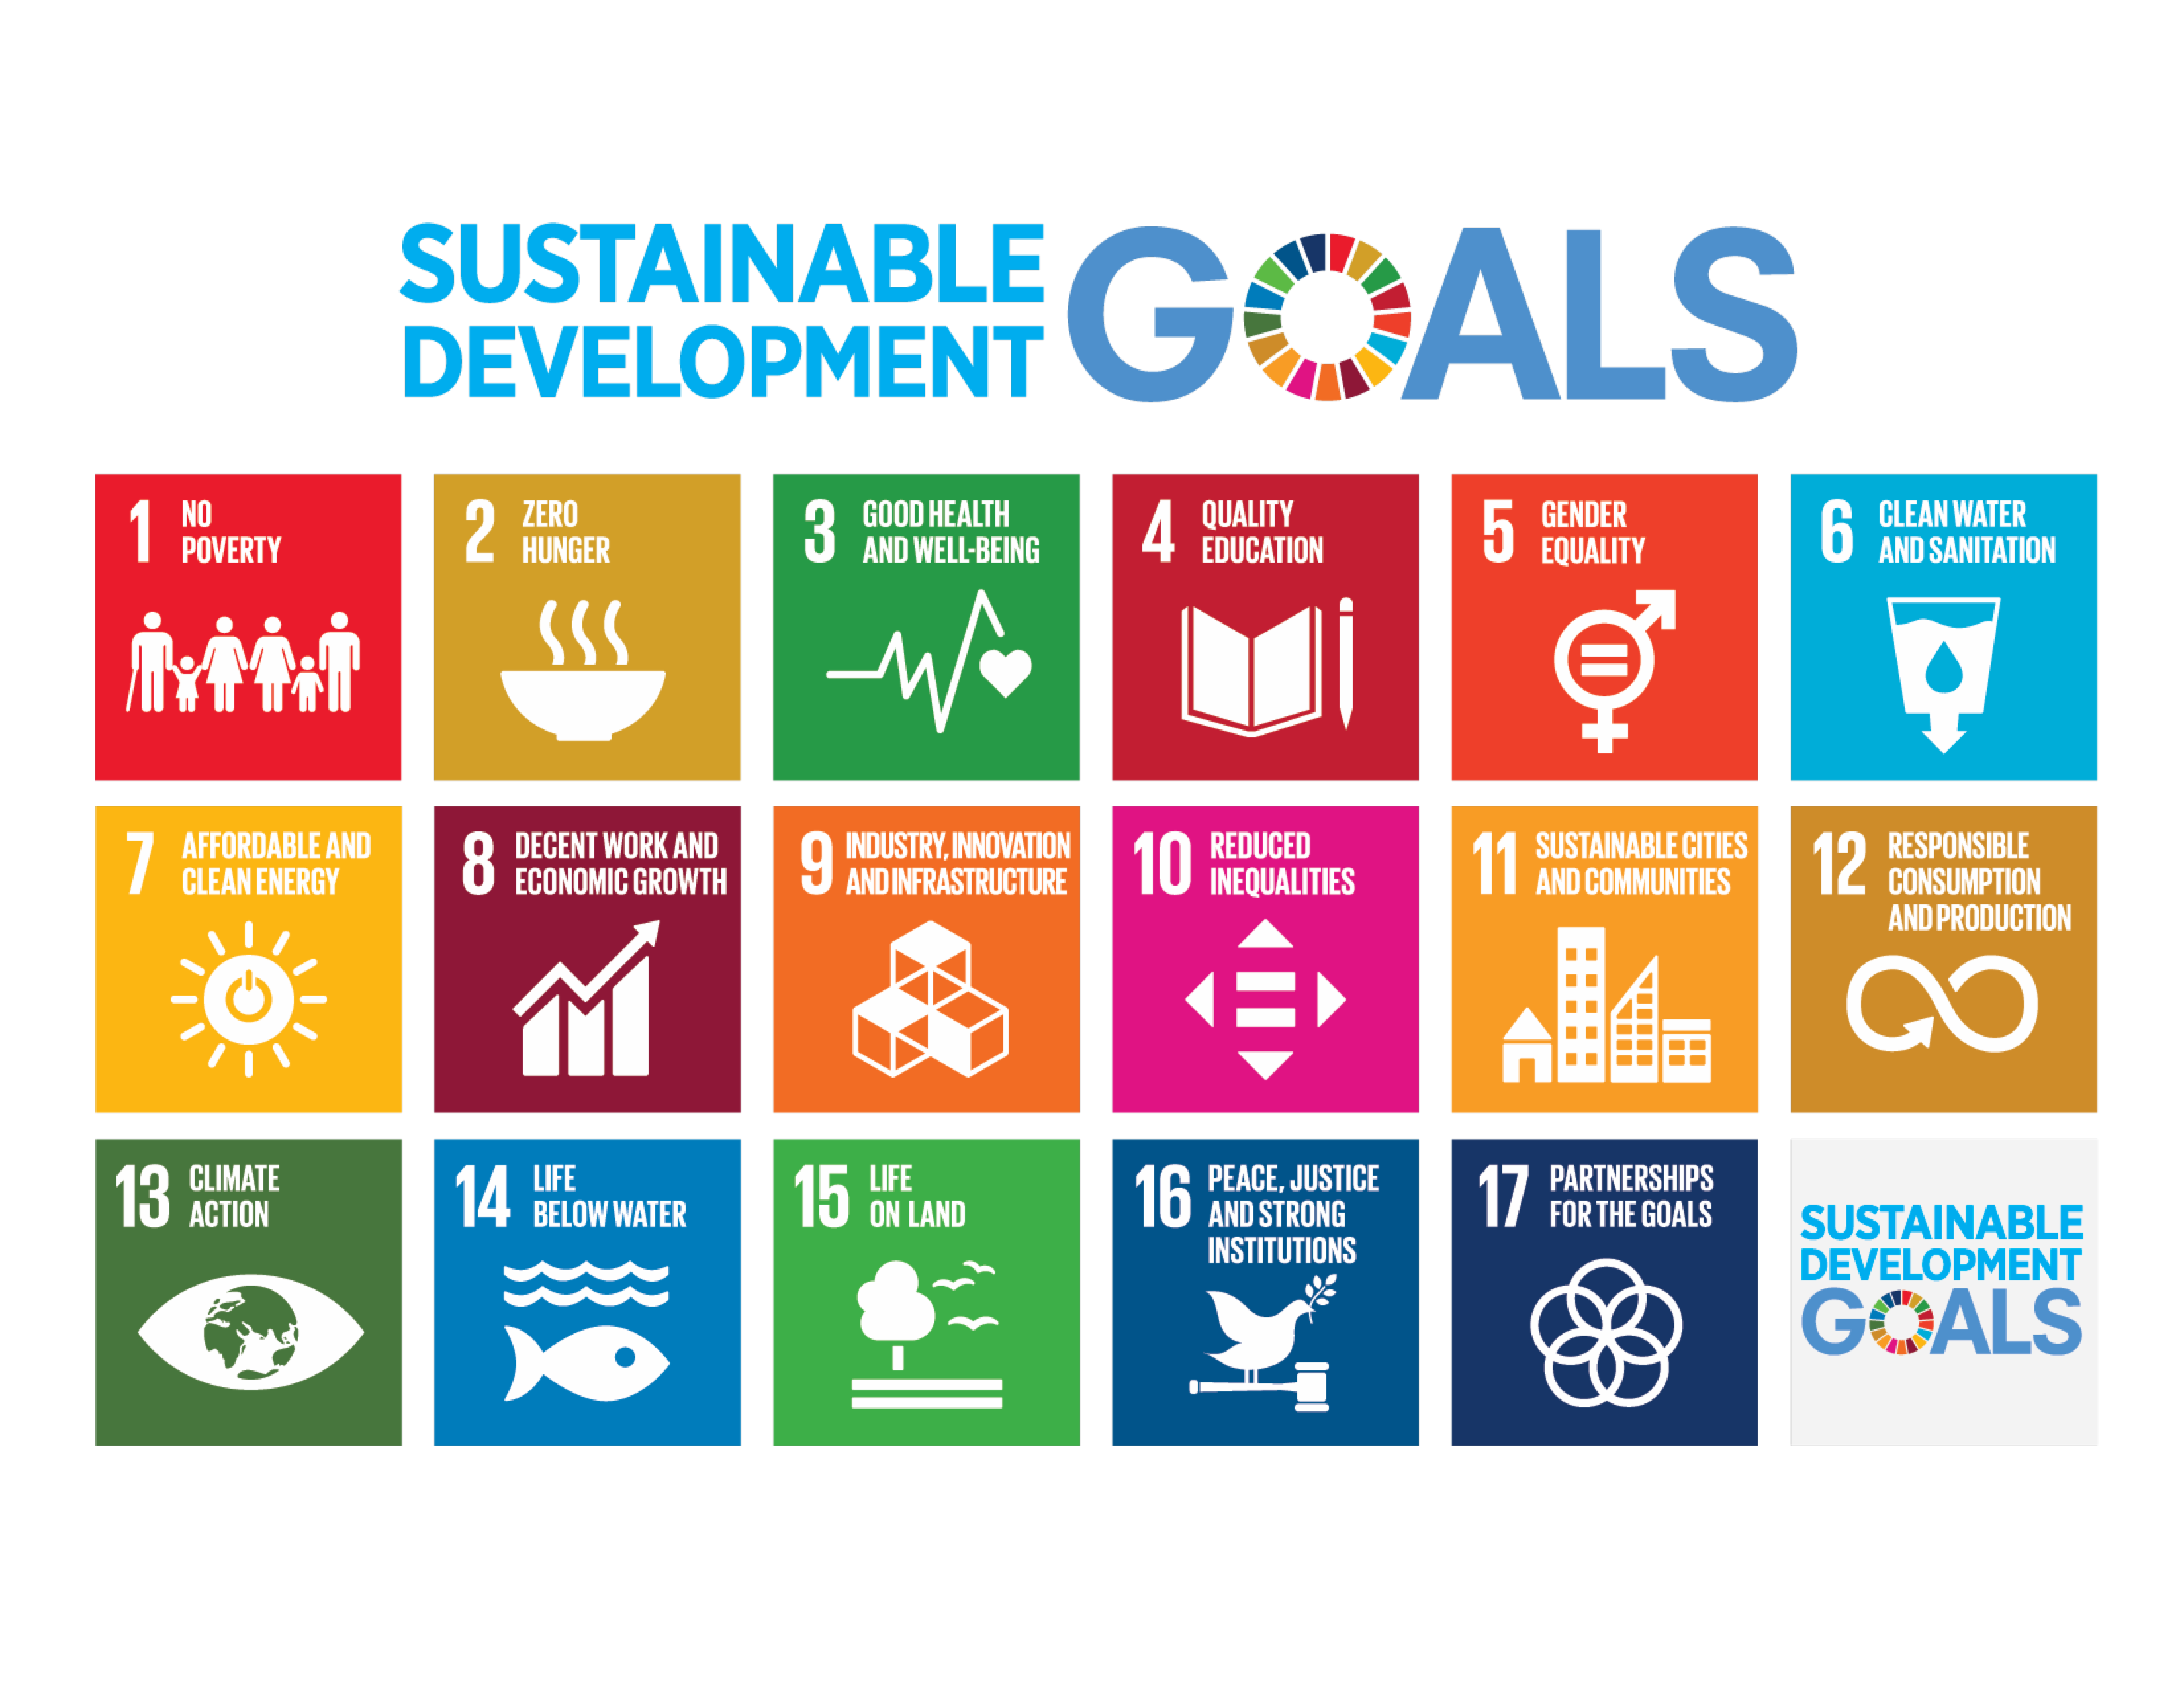 SUSTAINABLE
DEVELOPMENT
GOALS
1 NO
POVERTY
2 ZERO
HUNGER
3 GOOD HEALTH
AND WELL-BEING
4 QUALITY
EDUCATION
5 GENDER
EQUALITY
6 CLEAN WATER
AND SANITATION
7 AFFORDABLE AND
CLEAN ENERGY
8 DECENT WORK AND
ECONOMIC GROWTH
9 INDUSTRY, INNOVATION
AND INFRASTRUCTURE
10 REDUCED
INEQUALITIES
11 SUSTAINABLE CITIES
AND COMMUNITIES
12 RESPONSIBLE
CONSUMPTION
AND PRODUCTION
13 CLIMATE
ACTION
14 LIFE
BELOW WATER
15 LIFE
ON LAND
16 PEACE, JUSTICE
AND STRONG
INSTITUTIONS
17 PARTNERSHIPS
FOR THE GOALS
SUSTAINABLE
DEVELOPMENT
GOALS